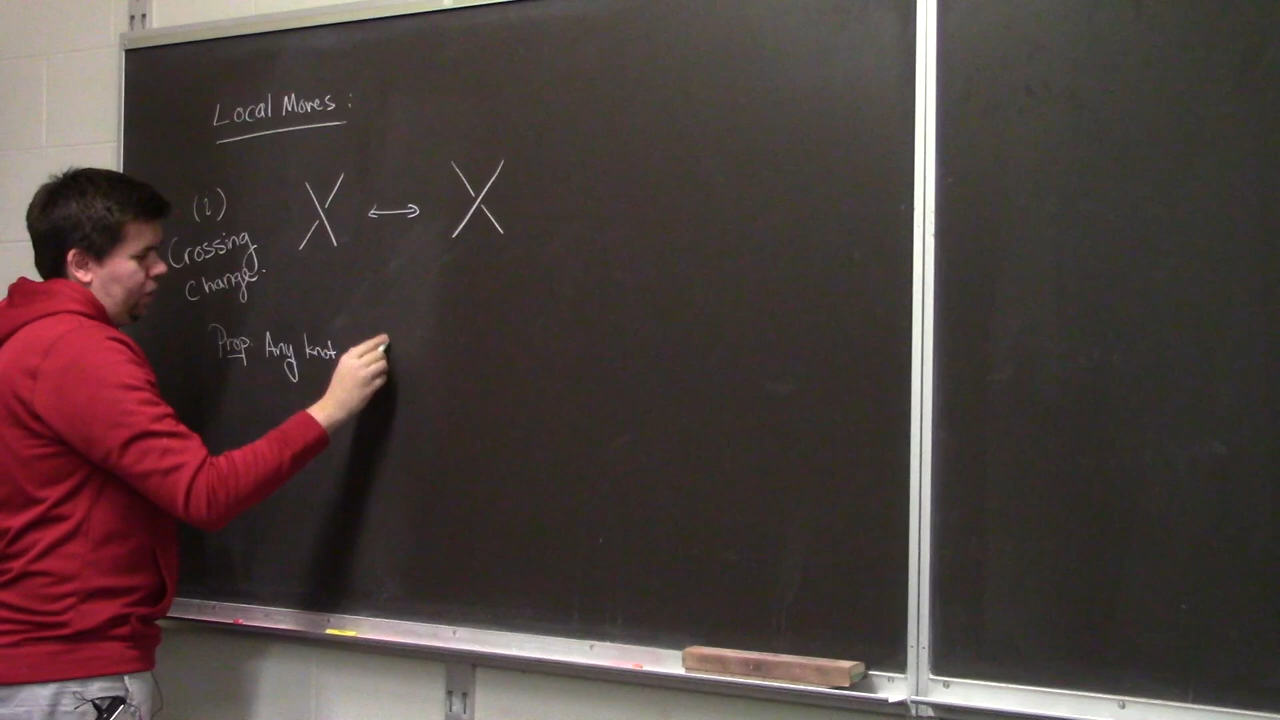 Local Moves:
(1)
Crossing
Change.
Prop. Any knot